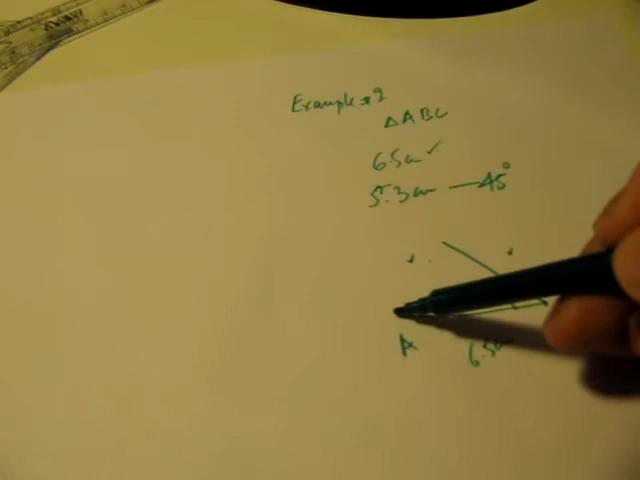 Example #2
△ABC
6.5cm ✓
5.3cm — 45°
A
6.5cm